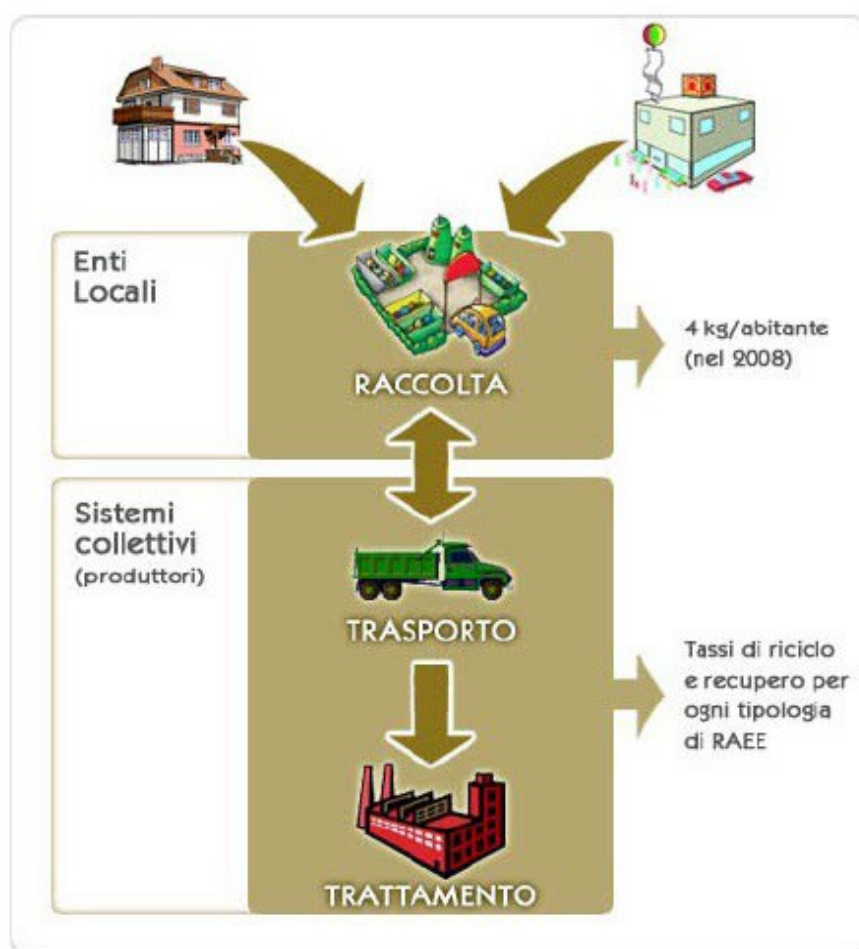 Enti
Locali
RACCOLTA
4 kg/abitante
(nel 2008)
Sistemi
collettivi
(produttori)
TRASPORTO
Tassi di riciclo
e recupero per
ogni tipologia
di RAEE
TRATTAMENTO